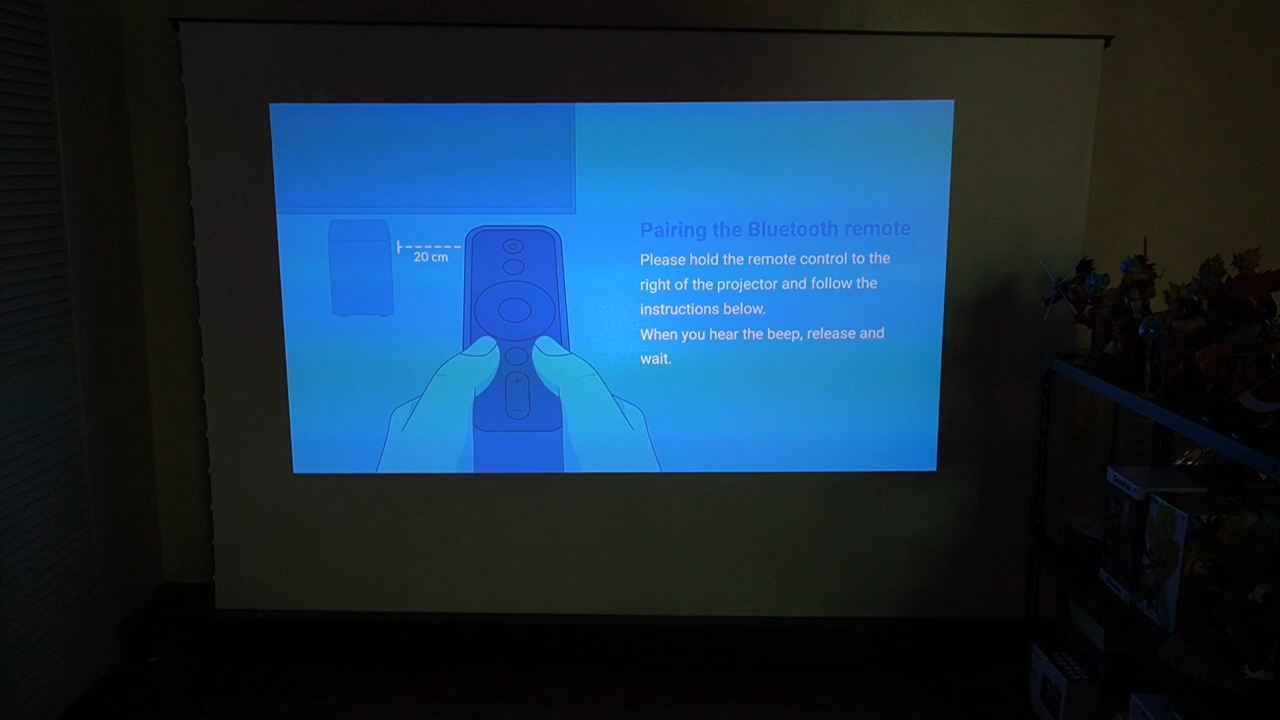 20 cm
Pairing the Bluetooth remote
Please hold the remote control to the
right of the projector and follow the
instructions below.
When you hear the beep, release and
wait.